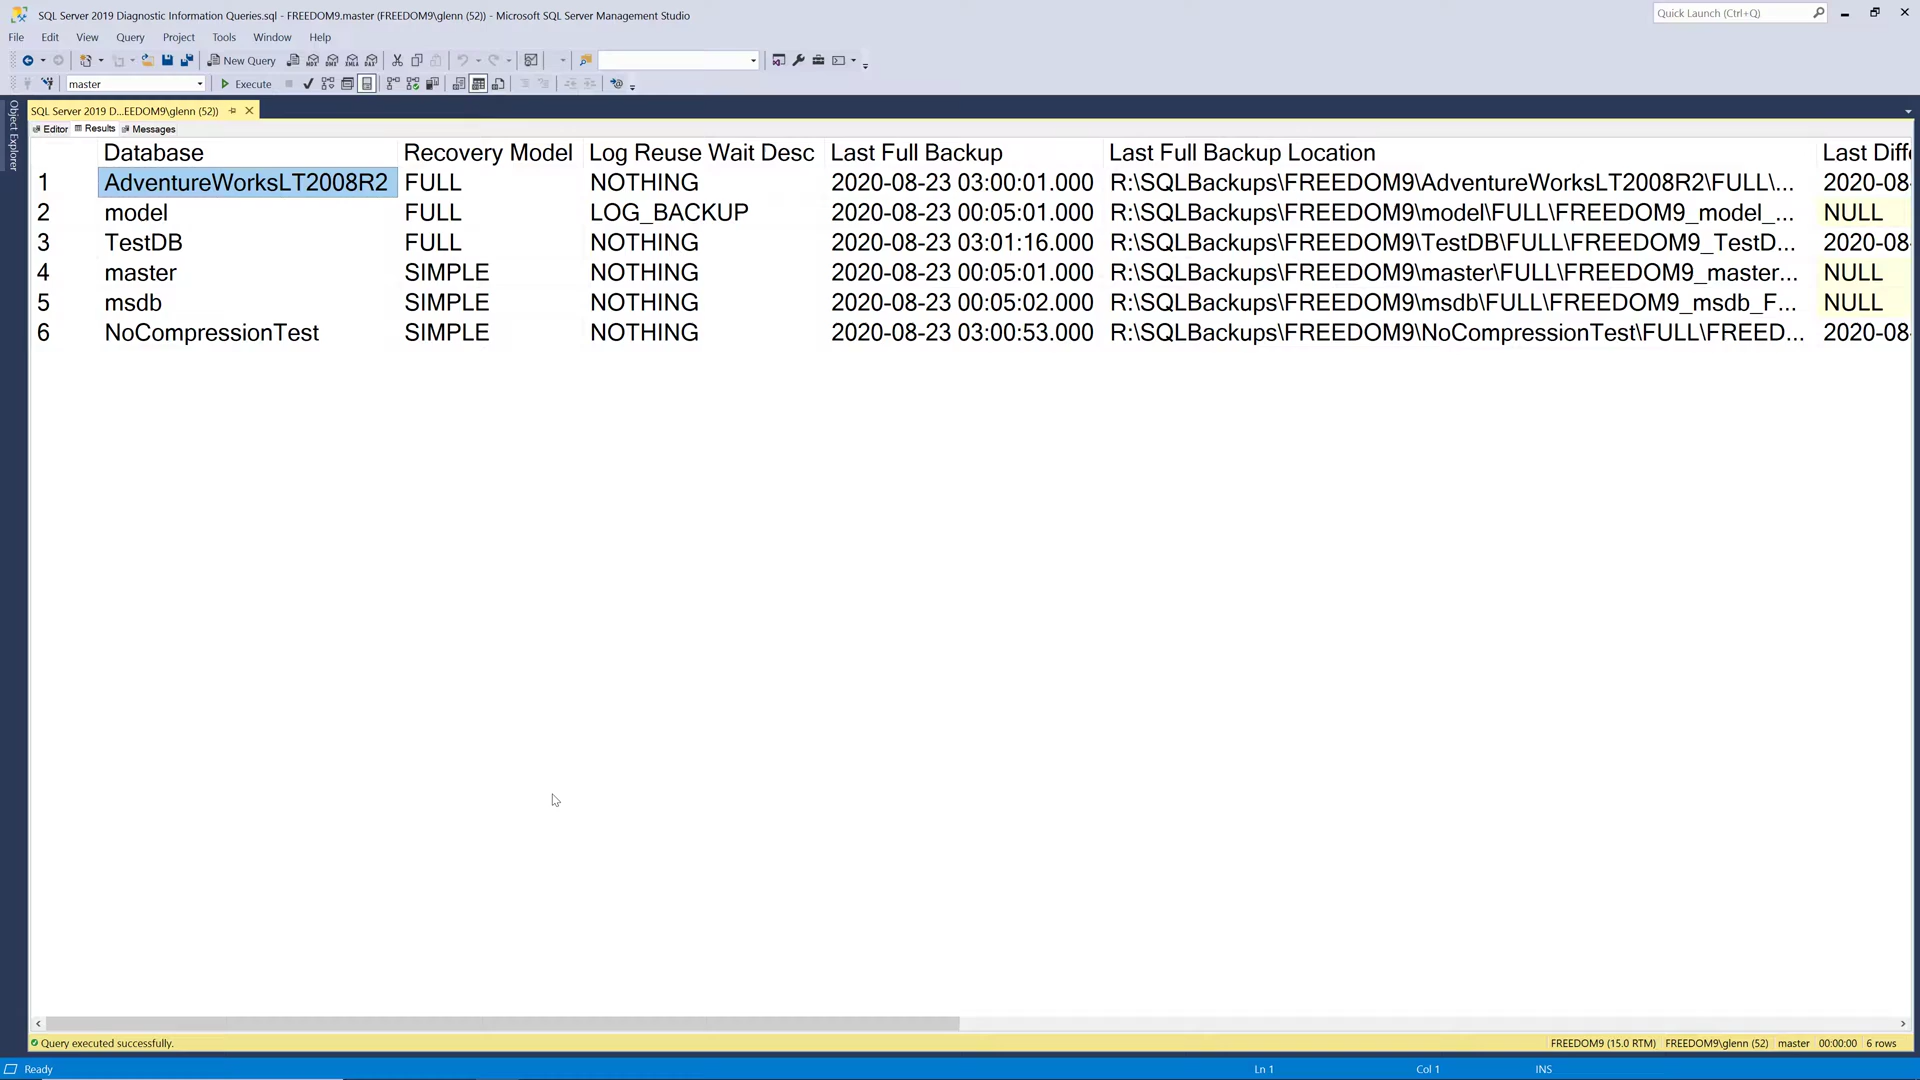 SQL Server 2019 Diagnostic Information Queries.sql - FREEDOM9.master (FREEDOM9\glenn (52)) - Microsoft SQL Server Management Studio
Quick Launch (Ctrl+Q)
File Edit View Query Project Tools Window Help
New Query
master Execute
Object Explorer
SQL Server 2019 D...EEDOM9\glenn (52))
Editor Results Messages
Database Recovery Model Log Reuse Wait Desc Last Full Backup Last Full Backup Location Last Diffe
1 AdventureWorksLT2008R2 FULL NOTHING 2020-08-23 03:00:01.000 R:\SQLBackups\FREEDOM9\AdventureWorksLT2008R2\FULL\... 2020-08-
2 model FULL LOG_BACKUP 2020-08-23 00:05:01.000 R:\SQLBackups\FREEDOM9\model\FULL\FREEDOM9_model_... NULL
3 TestDB FULL NOTHING 2020-08-23 03:01:16.000 R:\SQLBackups\FREEDOM9\TestDB\FULL\FREEDOM9_TestD... 2020-08-
4 master SIMPLE NOTHING 2020-08-23 00:05:01.000 R:\SQLBackups\FREEDOM9\master\FULL\FREEDOM9_master... NULL
5 msdb SIMPLE NOTHING 2020-08-23 00:05:02.000 R:\SQLBackups\FREEDOM9\msdb\FULL\FREEDOM9_msdb_F... NULL
6 NoCompressionTest SIMPLE NOTHING 2020-08-23 03:00:53.000 R:\SQLBackups\FREEDOM9\NoCompressionTest\FULL\FREED... 2020-08-
Query executed successfully. FREEDOM9 (15.0 RTM) FREEDOM9\glenn (52) master 00:00:00 6 rows
Ready Ln 1 Col 1 INS